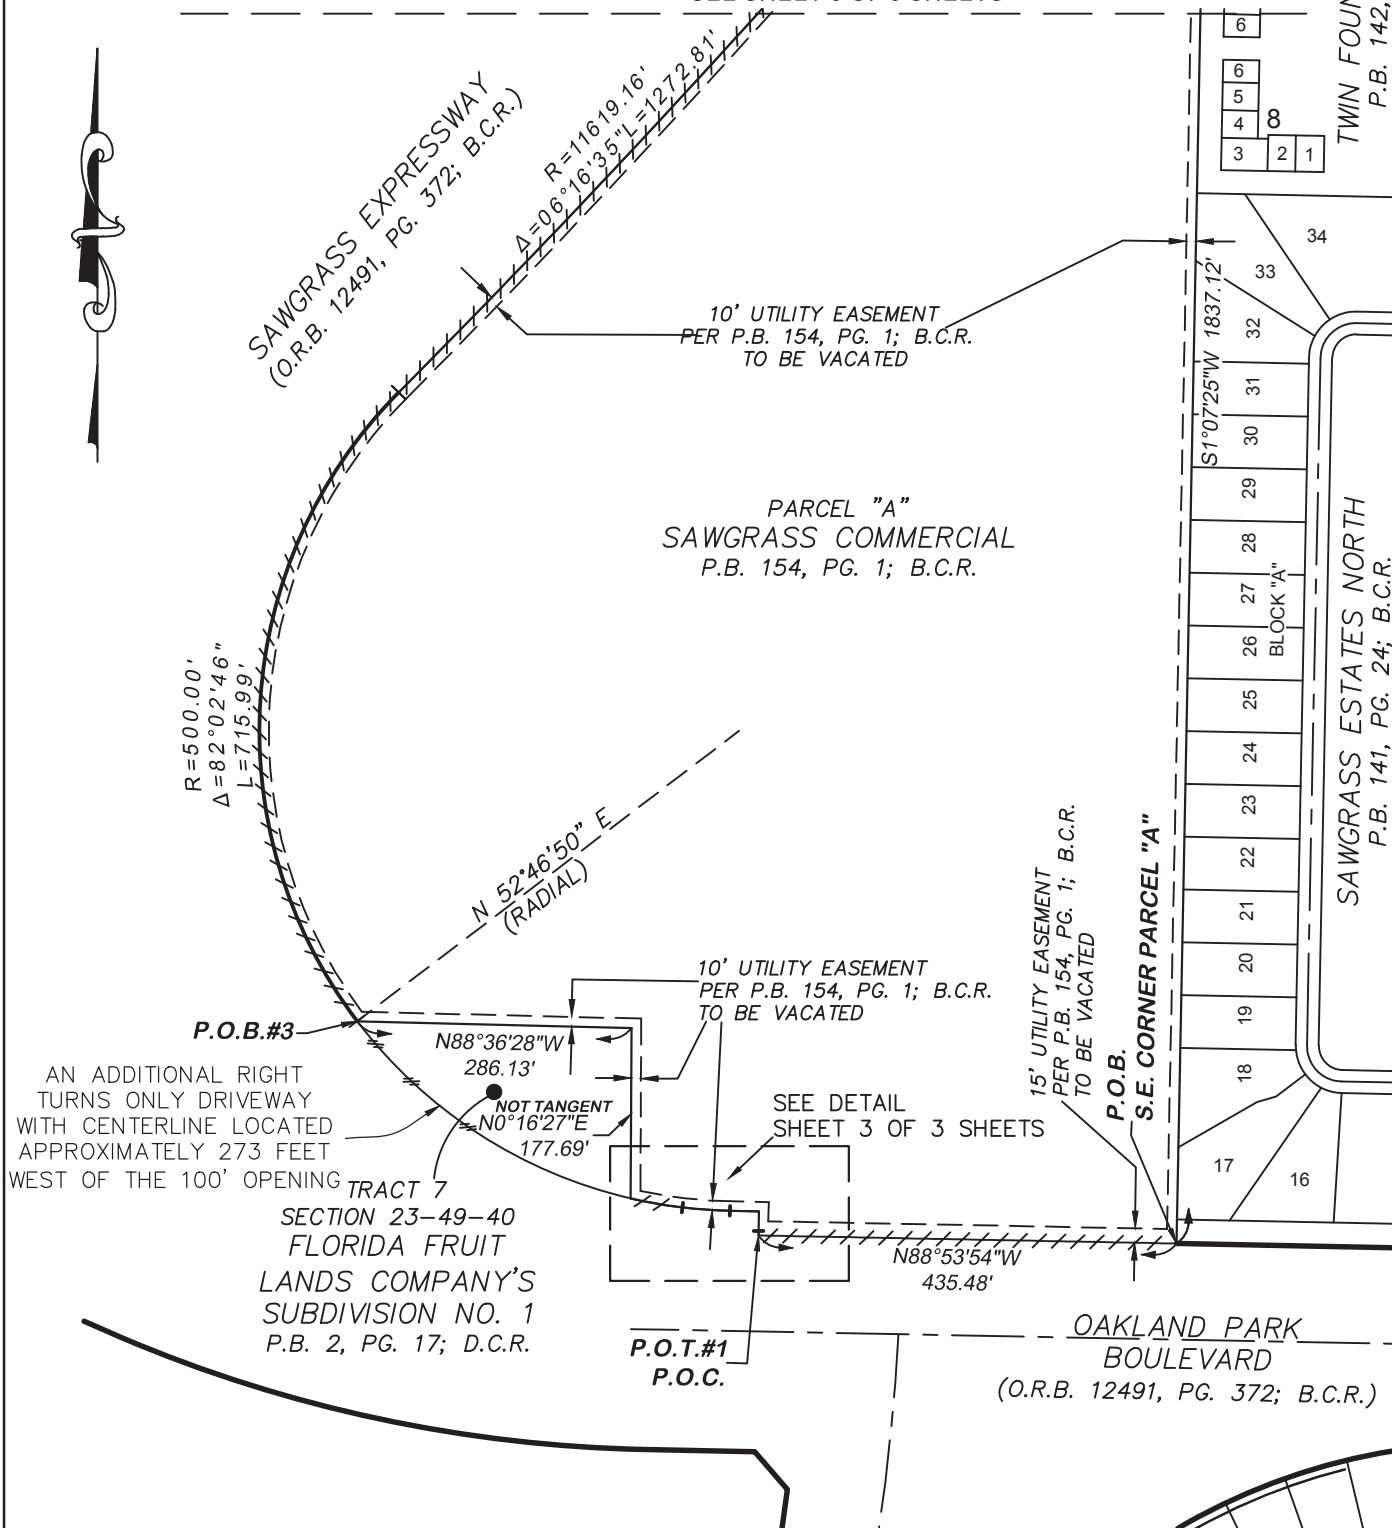 6
6
5
4
3
2
1
8
TWIN FOUN
P.B. 142,
SAWGRASS EXPRESSWAY
(O.R.B. 12491, PG. 372; B.C.R.)
R=11619.16'
Δ=06°16'35"L=1272.81'
10' UTILITY EASEMENT
PER P.B. 154, PG. 1; B.C.R.
TO BE VACATED
S1°07'25"W 1837.12'
34
33
32
31
30
29
28
27
26
25
24
23
22
21
20
19
18
17
16
BLOCK "A"
SAWGRASS ESTATES NORTH
P.B. 141, PG. 24; B.C.R.
PARCEL "A"
SAWGRASS COMMERCIAL
P.B. 154, PG. 1; B.C.R.
R=500.00'
Δ=82°02'46"
L=715.99'
N 52°46'50" E
(RADIAL)
10' UTILITY EASEMENT
PER P.B. 154, PG. 1; B.C.R.
TO BE VACATED
15' UTILITY EASEMENT
PER P.B. 154, PG. 1; B.C.R.
TO BE VACATED
P.O.B.
S.E. CORNER PARCEL "A"
P.O.B.#3
N88°36'28"W
286.13'
NOT TANGENT
N0°16'27"E
177.69'
AN ADDITIONAL RIGHT
TURNS ONLY DRIVEWAY
WITH CENTERLINE LOCATED
APPROXIMATELY 273 FEET
WEST OF THE 100' OPENING
SEE DETAIL
SHEET 3 OF 3 SHEETS
TRACT 7
SECTION 23-49-40
FLORIDA FRUIT
LANDS COMPANY'S
SUBDIVISION NO. 1
P.B. 2, PG. 17; D.C.R.
N88°53'54"W
435.48'
P.O.T.#1
P.O.C.
OAKLAND PARK
BOULEVARD
(O.R.B. 12491, PG. 372; B.C.R.)